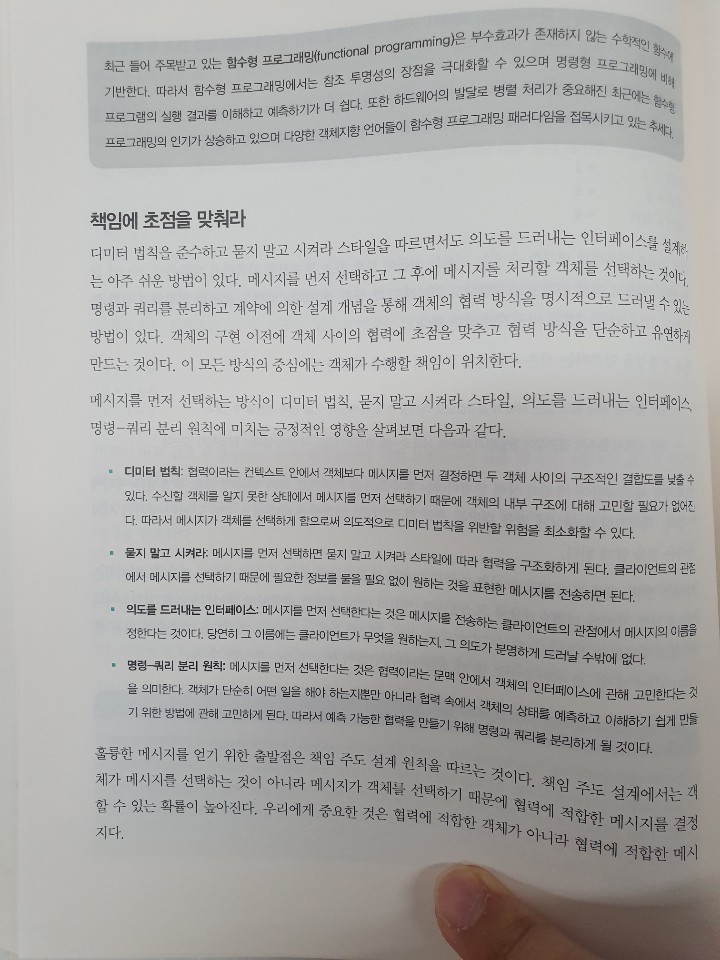 최근 들어 주목받고 있는 함수형 프로그래밍(functional programming)은 부수효과가 존재하지 않는 수학적인 함수에
기반한다. 따라서 함수형 프로그래밍에서는 참조 투명성의 장점을 극대화할 수 있으며 명령형 프로그래밍에 비해
프로그램의 실행 결과를 이해하고 예측하기가 더 쉽다. 또한 하드웨어의 발달로 병렬 처리가 중요해진 최근에는 함수형
프로그래밍의 인기가 상승하고 있으며 다양한 객체지향 언어들이 함수형 프로그래밍 패러다임을 접목시키고 있는 추세다.
책임에 초점을 맞춰라
디미터 법칙을 준수하고 묻지 말고 시켜라 스타일을 따르면서도 의도를 드러내는 인터페이스를 설계하
는 아주 쉬운 방법이 있다. 메시지를 먼저 선택하고 그 후에 메시지를 처리할 객체를 선택하는 것이다.
명령과 쿼리를 분리하고 계약에 의한 설계 개념을 통해 객체의 협력 방식을 명시적으로 드러낼 수 있는
방법이 있다. 객체의 구현 이전에 객체 사이의 협력에 초점을 맞추고 협력 방식을 단순하고 유연하게
만드는 것이다. 이 모든 방식의 중심에는 객체가 수행할 책임이 위치한다.
메시지를 먼저 선택하는 방식이 디미터 법칙, 묻지 말고 시켜라 스타일, 의도를 드러내는 인터페이스,
명령-쿼리 분리 원칙에 미치는 긍정적인 영향을 살펴보면 다음과 같다.
▪ 디미터 법칙: 협력이라는 컨텍스트 안에서 객체보다 메시지를 먼저 결정하면 두 객체 사이의 구조적인 결합도를 낮출 수
있다. 수신할 객체를 알지 못한 상태에서 메시지를 먼저 선택하기 때문에 객체의 내부 구조에 대해 고민할 필요가 없어진
다. 따라서 메시지가 객체를 선택하게 함으로써 의도적으로 디미터 법칙을 위반할 위험을 최소화할 수 있다.
▪ 묻지 말고 시켜라: 메시지를 먼저 선택하면 묻지 말고 시켜라 스타일에 따라 협력을 구조화하게 된다. 클라이언트의 관점
에서 메시지를 선택하기 때문에 필요한 정보를 물을 필요 없이 원하는 것을 표현한 메시지를 전송하면 된다.
▪ 의도를 드러내는 인터페이스: 메시지를 먼저 선택한다는 것은 메시지를 전송하는 클라이언트의 관점에서 메시지의 이름을
정한다는 것이다. 당연히 그 이름에는 클라이언트가 무엇을 원하는지, 그 의도가 분명하게 드러날 수밖에 없다.
▪ 명령-쿼리 분리 원칙: 메시지를 먼저 선택한다는 것은 협력이라는 문맥 안에서 객체의 인터페이스에 관해 고민한다는 것
을 의미한다. 객체가 단순히 어떤 일을 해야 하는지뿐만 아니라 협력 속에서 객체의 상태를 예측하고 이해하기 쉽게 만들
기 위한 방법에 관해 고민하게 된다. 따라서 예측 가능한 협력을 만들기 위해 명령과 쿼리를 분리하게 될 것이다.
훌륭한 메시지를 얻기 위한 출발점은 책임 주도 설계 원칙을 따르는 것이다. 책임 주도 설계에서는 객
체가 메시지를 선택하는 것이 아니라 메시지가 객체를 선택하기 때문에 협력에 적합한 메시지를 결정
할 수 있는 확률이 높아진다. 우리에게 중요한 것은 협력에 적합한 객체가 아니라 협력에 적합한 메시
지다.